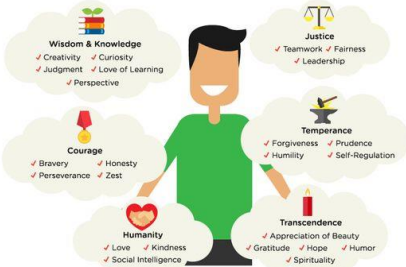 Wisdom & Knowledge
✓ Creativity ✓ Curiosity
✓ Judgment ✓ Love of Learning
✓ Perspective
Justice
✓ Teamwork ✓ Fairness
✓ Leadership
Courage
✓ Bravery ✓ Honesty
✓ Perseverance ✓ Zest
Temperance
✓ Forgiveness ✓ Prudence
✓ Humility ✓ Self-Regulation
Humanity
✓ Love ✓ Kindness
✓ Social Intelligence
Transcendence
✓ Appreciation of Beauty
✓ Gratitude ✓ Hope ✓ Humor
✓ Spirituality